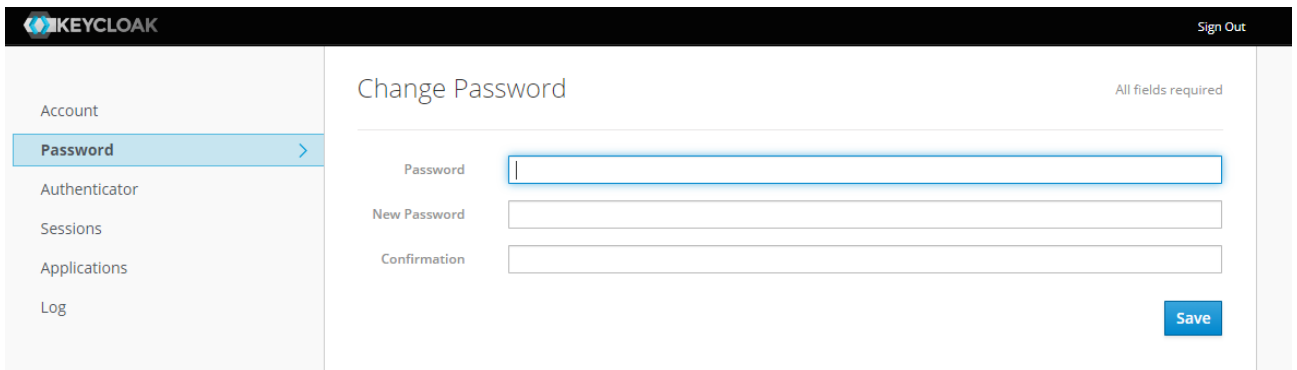 KEYCLOAK
Sign Out
Account
Password
Authenticator
Sessions
Applications
Log
Change Password
All fields required
Password
New Password
Confirmation
Save